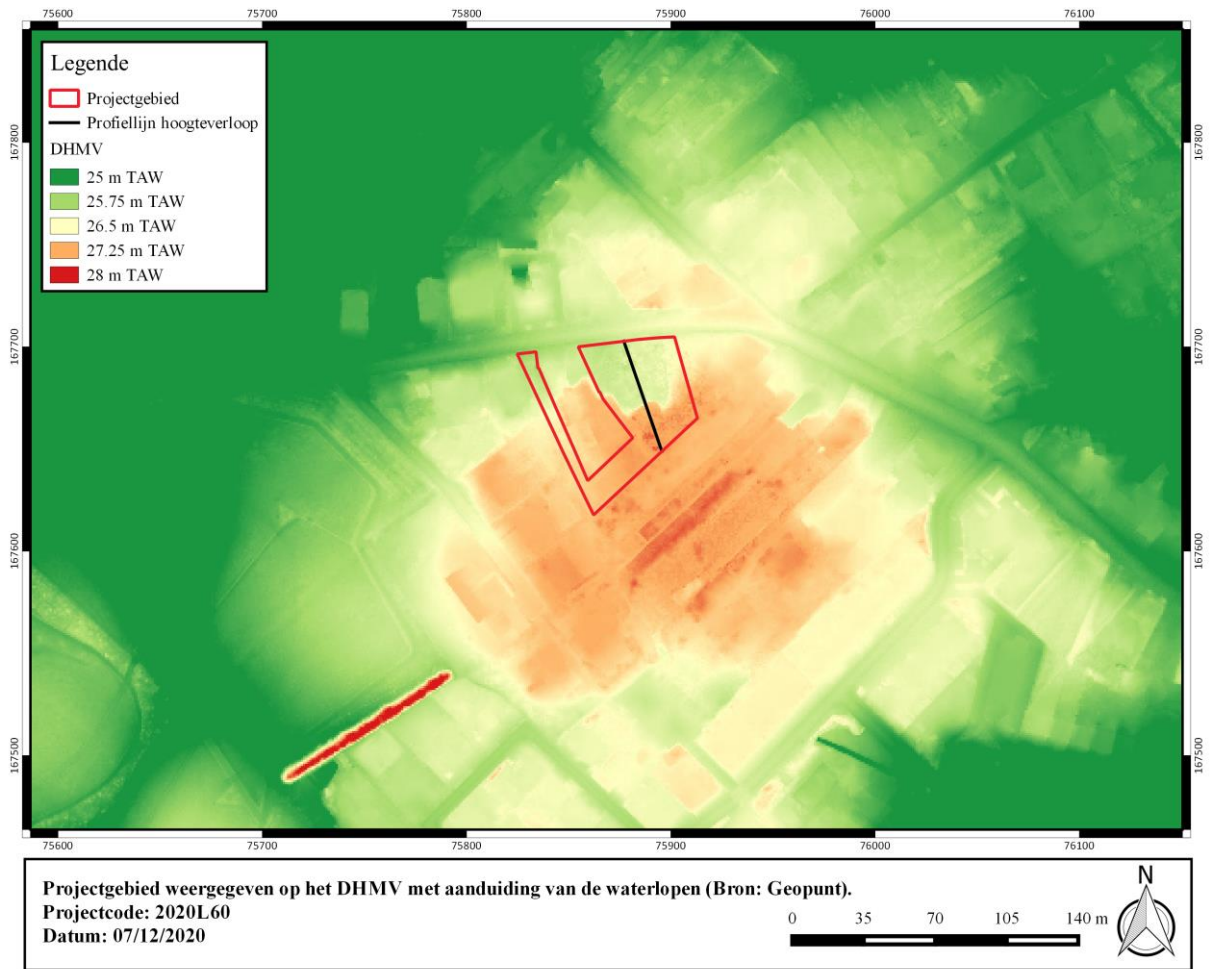 75600 75700 75800 75900 76000 76100
Legende
Projectgebied
Profiellijn hoogteverloop
DHMV
25 m TAW
25.75 m TAW
26.5 m TAW
27.25 m TAW
28 m TAW
167800
167700
167600
167500
167800
167700
167600
167500
75600 75700 75800 75900 76000 76100
Projectgebied weergegeven op het DHMV met aanduiding van de waterlopen (Bron: Geopunt).
Projectcode: 2020L60
Datum: 07/12/2020
0 35 70 105 140 m
N